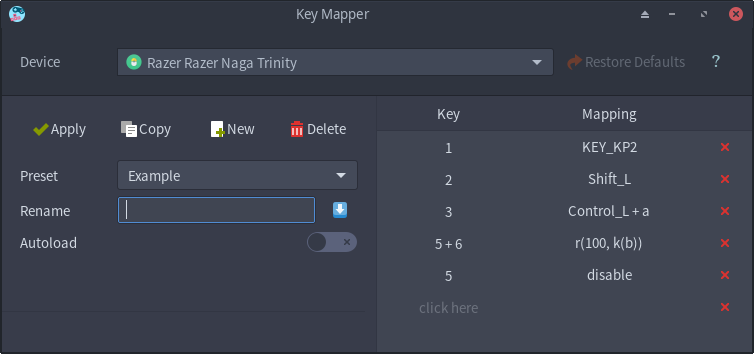 Key Mapper
Device Razer Razer Naga Trinity Restore Defaults ?
Apply Copy New Delete
Preset Example
Rename
Autoload
Key Mapping
1 KEY_KP2
2 Shift_L
3 Control_L + a
5 + 6 r(100, k(b))
5 disable
click here